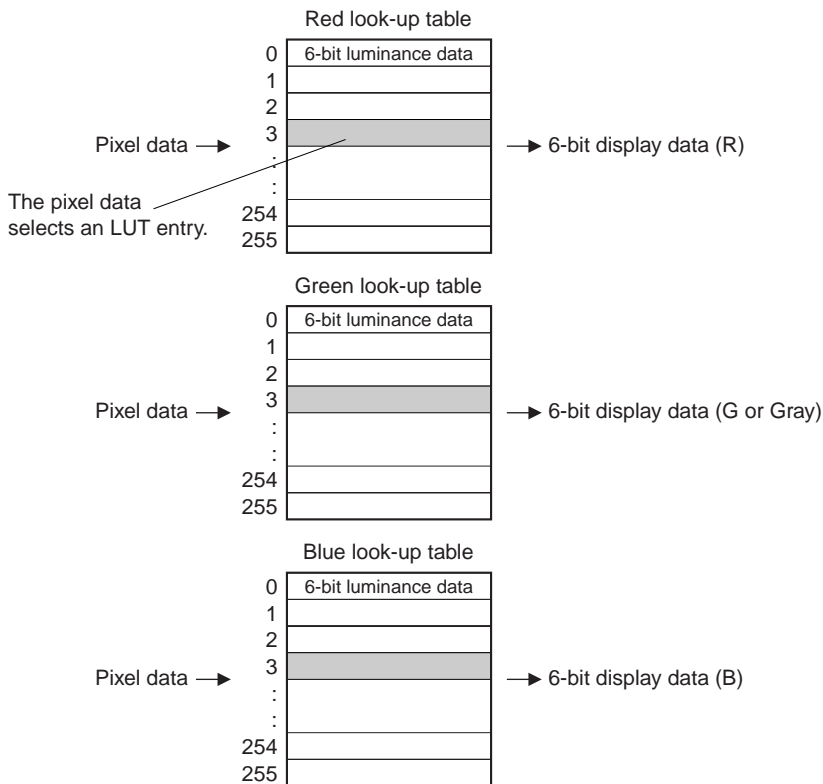 Red look-up table
0 6-bit luminance data
1
2
Pixel data 3 6-bit display data (R)
:
:
The pixel data
selects an LUT entry.
254
255
Green look-up table
0 6-bit luminance data
1
2
Pixel data 3 6-bit display data (G or Gray)
:
:
254
255
Blue look-up table
0 6-bit luminance data
1
2
Pixel data 3 6-bit display data (B)
:
:
254
255